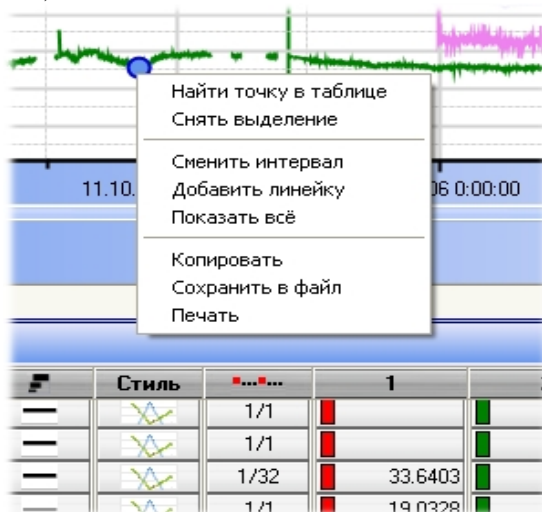 Найти точку в таблице
Снять выделение
Сменить интервал
Добавить линейку
Показать всё
Копировать
Сохранить в файл
Печать
11.10.
06 0:00:00
Стиль
1
1/1
1/1
1/32 33.6403
1/1 19.0328